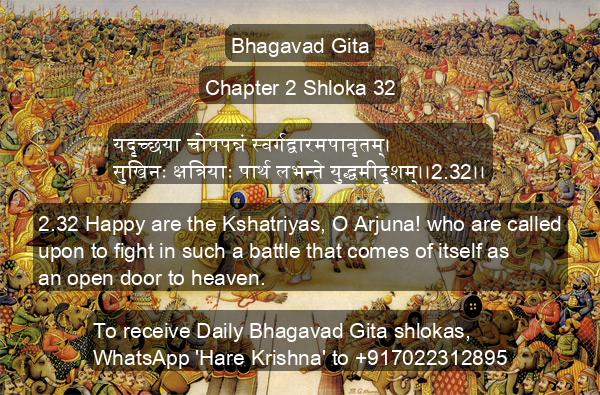 Bhagavad Gita
Chapter 2 Shloka 32
यदृच्छया चोपपन्नं स्वर्गद्वारमपावृतम्।
सुखिनः क्षत्रियाः पार्थ लभन्ते युद्धमीदृशम्।।2.32।।
2.32 Happy are the Kshatriyas, O Arjuna! who are called
upon to fight in such a battle that comes of itself as
an open door to heaven.
To receive Daily Bhagavad Gita shlokas,
WhatsApp 'Hare Krishna' to +917022312895